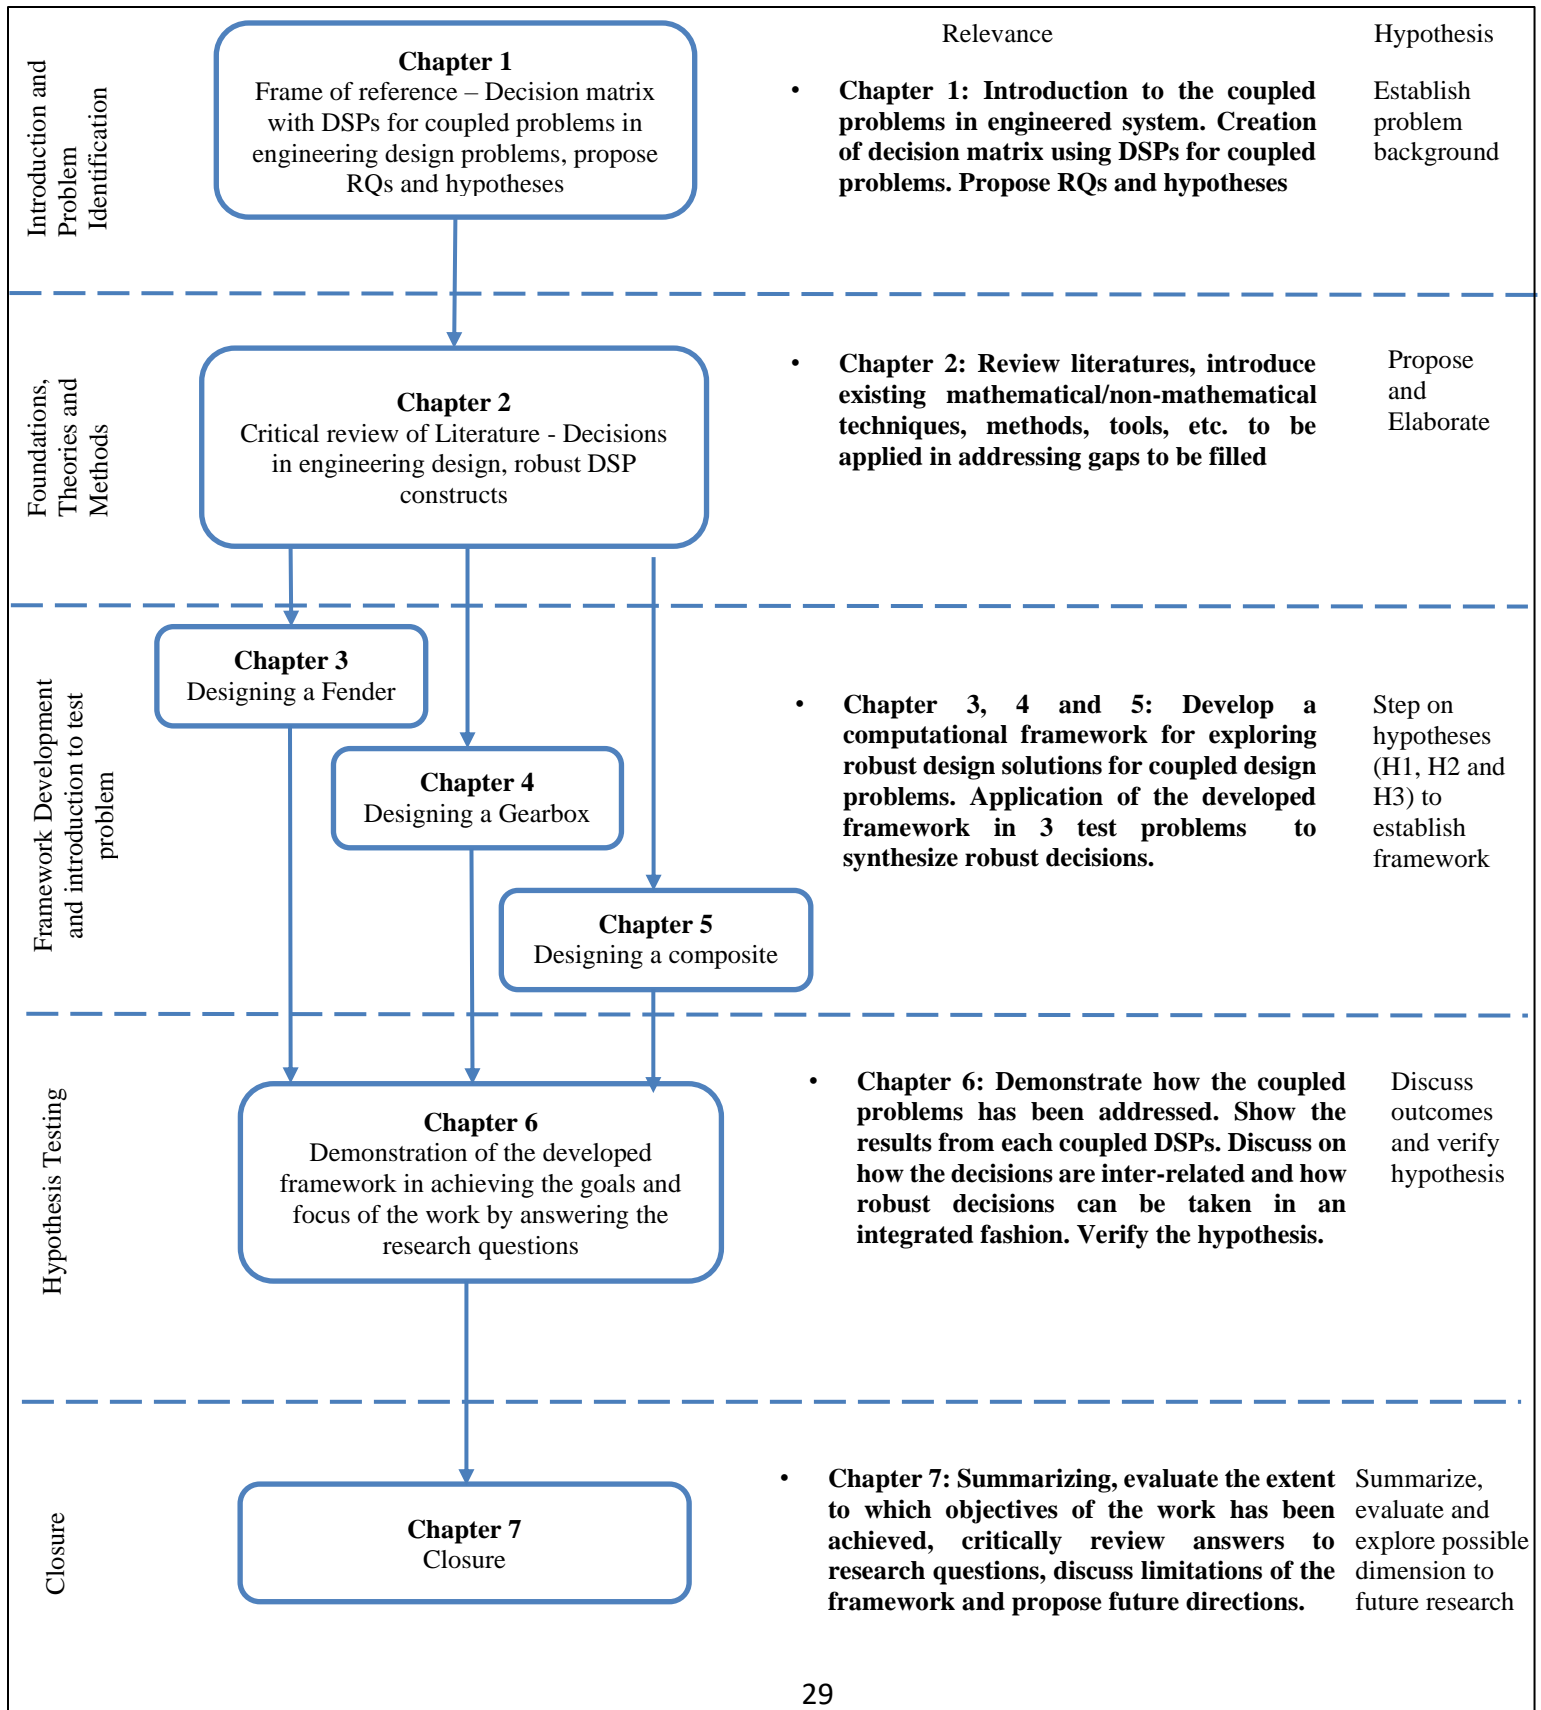 Relevance
Hypothesis
Introduction and
Problem
Identification
Chapter 1
Frame of reference – Decision matrix
with DSPs for coupled problems in
engineering design problems, propose
RQs and hypotheses
• Chapter 1: Introduction to the coupled
problems in engineered system. Creation
of decision matrix using DSPs for coupled
problems. Propose RQs and hypotheses
Establish
problem
background
Foundations,
Theories and
Methods
Chapter 2
Critical review of Literature - Decisions
in engineering design, robust DSP
constructs
• Chapter 2: Review literatures, introduce
existing mathematical/non-mathematical
techniques, methods, tools, etc. to be
applied in addressing gaps to be filled
Propose
and
Elaborate
Framework Development
and introduction to test
problem
Chapter 3
Designing a Fender
Chapter 4
Designing a Gearbox
Chapter 5
Designing a composite
• Chapter 3, 4 and 5: Develop a
computational framework for exploring
robust design solutions for coupled design
problems. Application of the developed
framework in 3 test problems to
synthesize robust decisions.
Step on
hypotheses
(H1, H2 and
H3) to
establish
framework
Hypothesis Testing
Chapter 6
Demonstration of the developed
framework in achieving the goals and
focus of the work by answering the
research questions
• Chapter 6: Demonstrate how the coupled
problems has been addressed. Show the
results from each coupled DSPs. Discuss on
how the decisions are inter-related and how
robust decisions can be taken in an
integrated fashion. Verify the hypothesis.
Discuss
outcomes
and verify
hypothesis
Closure
Chapter 7
Closure
• Chapter 7: Summarizing, evaluate the extent
to which objectives of the work has been
achieved, critically review answers to
research questions, discuss limitations of the
framework and propose future directions.
Summarize,
evaluate and
explore possible
dimension to
future research
29